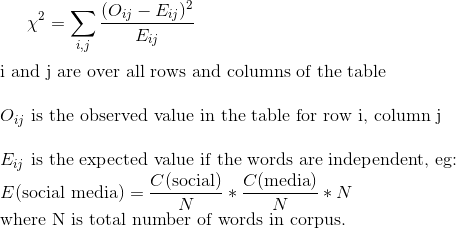 χ² = ∑_{i,j} (O_{ij} − E_{ij})² / E_{ij}
i and j are over all rows and columns of the table
O_{ij} is the observed value in the table for row i, column j
E_{ij} is the expected value if the words are independent, eg:
E(social media) = C(social)/N * C(media)/N * N
where N is total number of words in corpus.